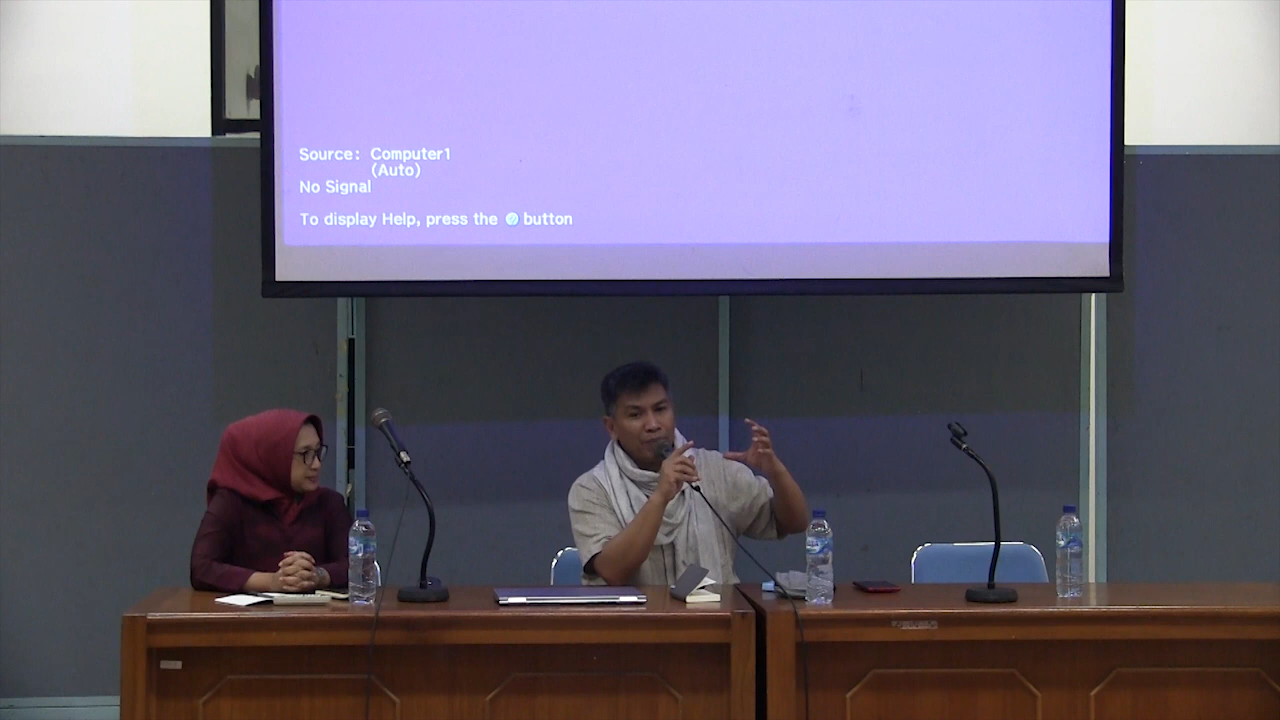 Source: Computer1
(Auto)
No Signal
To display Help, press the button